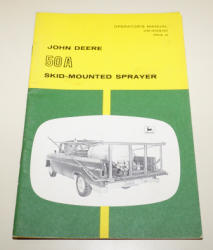 OPERATOR'S MANUAL
JOHN DEERE
50A
SKID-MOUNTED SPRAYER